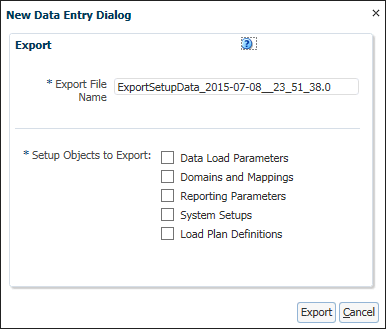 New Data Entry Dialog
Export
* Export File Name
ExportSetupData_2015-07-08__23_51_38.0
* Setup Objects to Export:
Data Load Parameters
Domains and Mappings
Reporting Parameters
System Setups
Load Plan Definitions
Export Cancel